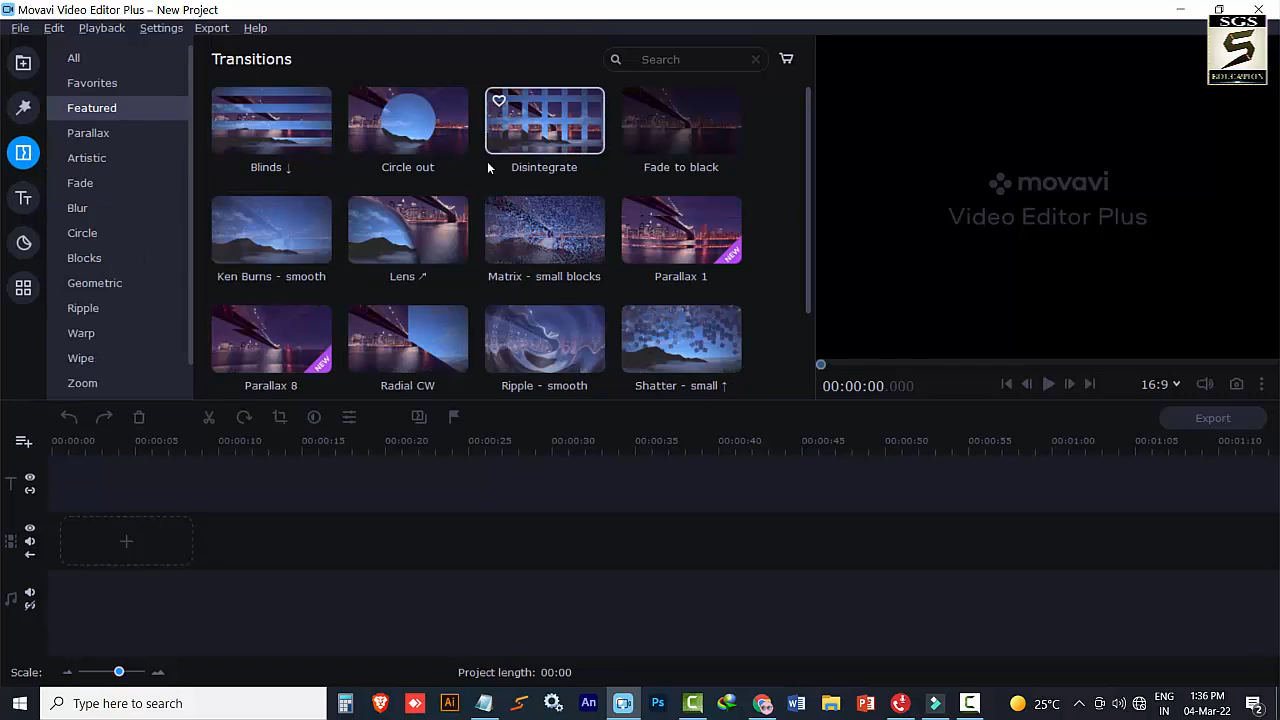 Movavi Video Editor Plus – New Project
SGS
EDUCATION
File Edit Playback Settings Export Help
All
Favorites
Featured
Parallax
Artistic
Fade
Blur
Circle
Blocks
Geometric
Ripple
Warp
Wipe
Zoom
Transitions
Search
Blinds ↓ Circle out Disintegrate Fade to black
Ken Burns - smooth Lens ↗ Matrix - small blocks Parallax 1
NEW
Parallax 8 Radial CW Ripple - smooth Shatter - small ↑
NEW
movavi
Video Editor Plus
00:00:00.000
16:9
Export
00:00:00 00:00:05 00:00:10 00:00:15 00:00:20 00:00:25 00:00:30 00:00:35 00:00:40 00:00:45 00:00:50 00:00:55 00:01:00 00:01:05 00:01:10
Scale:
Project length: 00:00
Type here to search
Ai
An
Ps
25°C
ENG
IN
1:36 PM
04-Mar-22
2